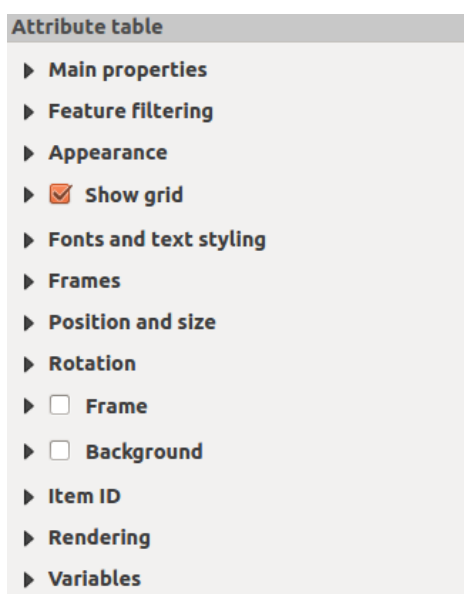 Attribute table
Main properties
Feature filtering
Appearance
Show grid
Fonts and text styling
Frames
Position and size
Rotation
Frame
Background
Item ID
Rendering
Variables